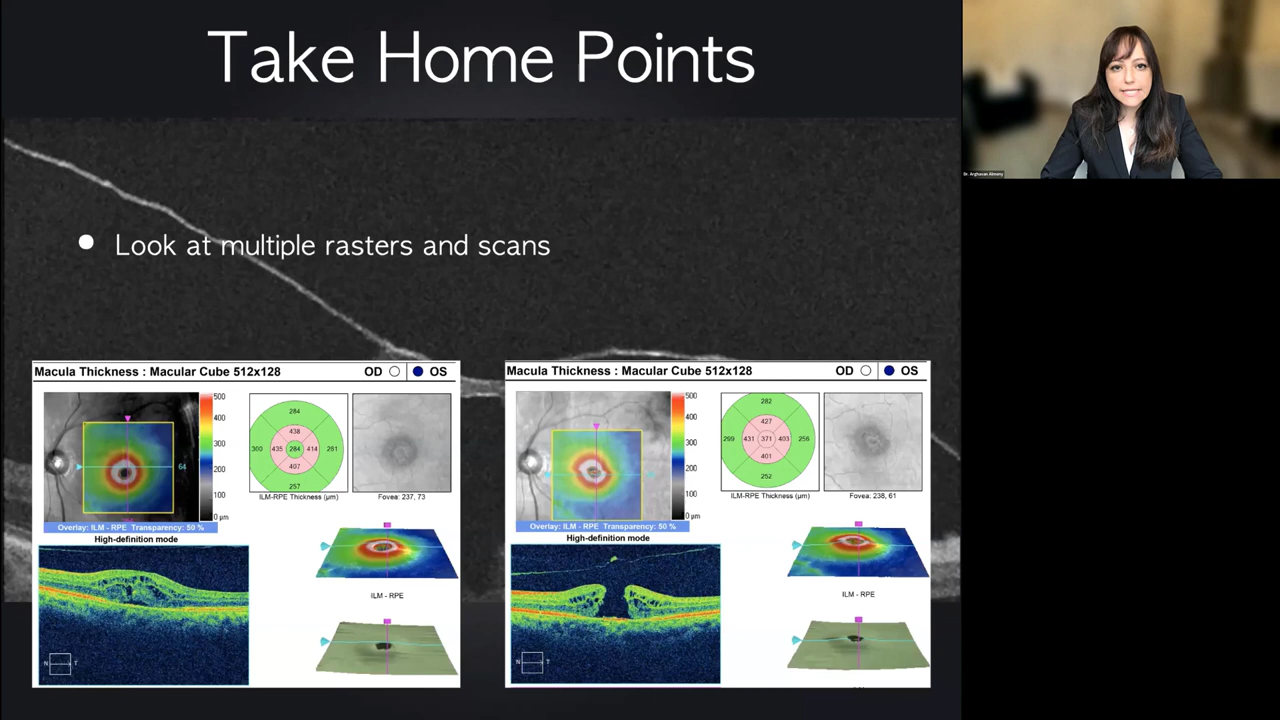 Take Home Points
Dr. Arghavan Almony
• Look at multiple rasters and scans
Macula Thickness : Macular Cube 512x128 OD OS
500
400
300
200
100
0 µm
64
284
438
300 435 284 414 261
407
257
ILM-RPE Thickness (µm)
Fovea: 237, 73
Overlay: ILM - RPE Transparency: 50 %
High-definition mode
N T
ILM - RPE
Macula Thickness : Macular Cube 512x128 OD OS
500
400
300
200
100
0 µm
282
427
299 431 371 403 256
401
252
ILM-RPE Thickness (µm)
Fovea: 238, 61
Overlay: ILM - RPE Transparency: 50 %
High-definition mode
N T
ILM - RPE